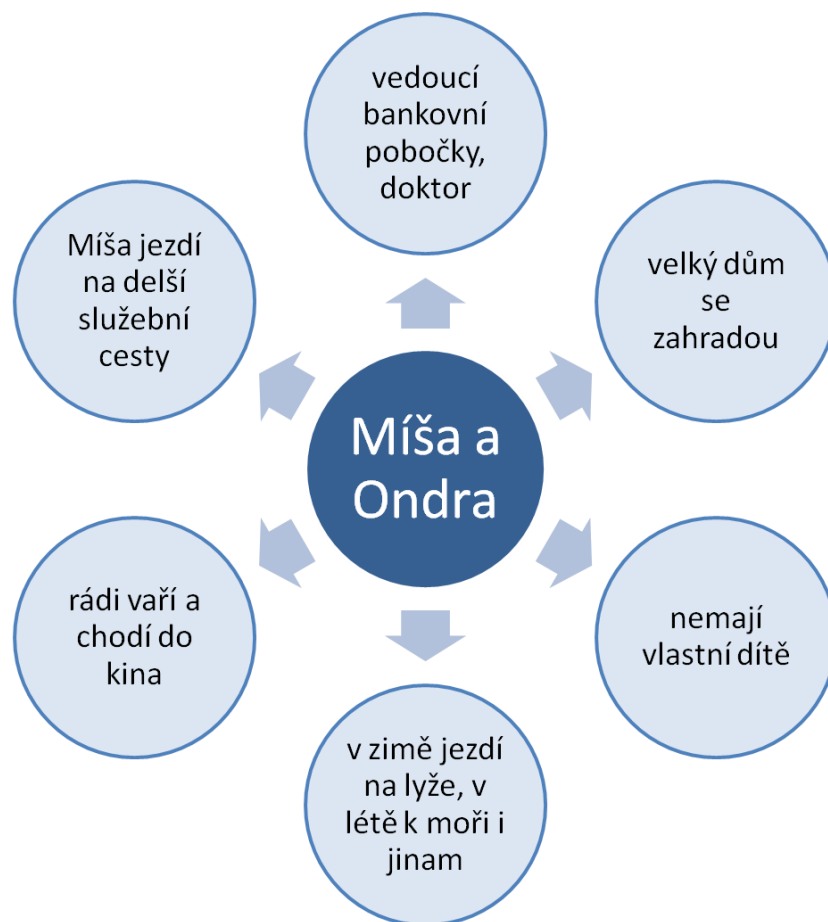 vedoucí
bankovní
pobočky,
doktor
velký dům
se
zahradou
nemají
vlastní dítě
v zimě jezdí
na lyže, v
létě k moři i
jinam
rádi vaří a
chodí do
kina
Míša jezdí
na delší
služební
cesty
Míša a
Ondra